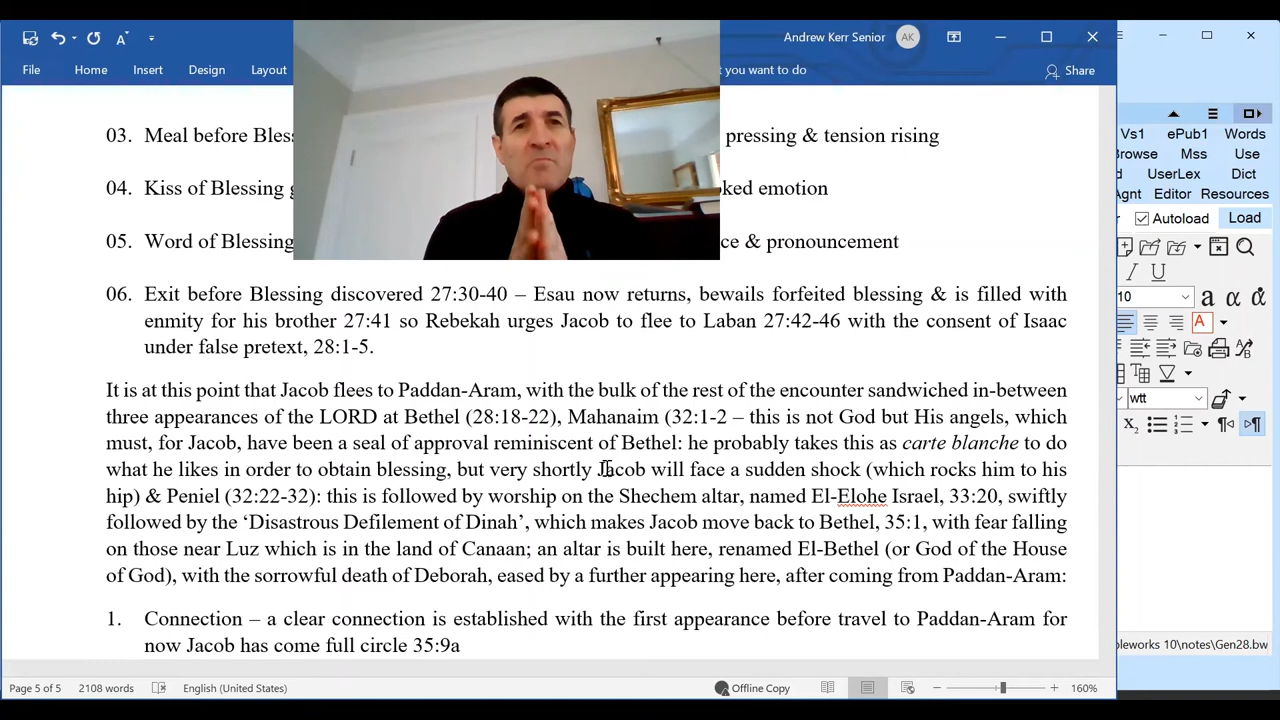 Andrew Kerr Senior AK
File Home Insert Design Layout t you want to do Share
03. Meal before Bless pressing & tension rising
04. Kiss of Blessing g ked emotion
05. Word of Blessing ce & pronouncement
06. Exit before Blessing discovered 27:30-40 – Esau now returns, bewails forfeited blessing & is filled with
enmity for his brother 27:41 so Rebekah urges Jacob to flee to Laban 27:42-46 with the consent of Isaac
under false pretext, 28:1-5.
It is at this point that Jacob flees to Paddan-Aram, with the bulk of the rest of the encounter sandwiched in-between
three appearances of the LORD at Bethel (28:18-22), Mahanaim (32:1-2 – this is not God but His angels, which
must, for Jacob, have been a seal of approval reminiscent of Bethel: he probably takes this as carte blanche to do
what he likes in order to obtain blessing, but very shortly Jacob will face a sudden shock (which rocks him to his
hip) & Peniel (32:22-32): this is followed by worship on the Shechem altar, named El-Elohe Israel, 33:20, swiftly
followed by the ‘Disastrous Defilement of Dinah’, which makes Jacob move back to Bethel, 35:1, with fear falling
on those near Luz which is in the land of Canaan; an altar is built here, renamed El-Bethel (or God of the House
of God), with the sorrowful death of Deborah, eased by a further appearing here, after coming from Paddan-Aram:
1. Connection – a clear connection is established with the first appearance before travel to Paddan-Aram for
now Jacob has come full circle 35:9a
Page 5 of 5 2108 words English (United States) Offline Copy 160%
Vs1 ePub1 Words
Browse Mss Use
d UserLex Dict
Agnt Editor Resources
Autoload Load
10 a α α
wtt
bleworks 10\notes\Gen28.bw